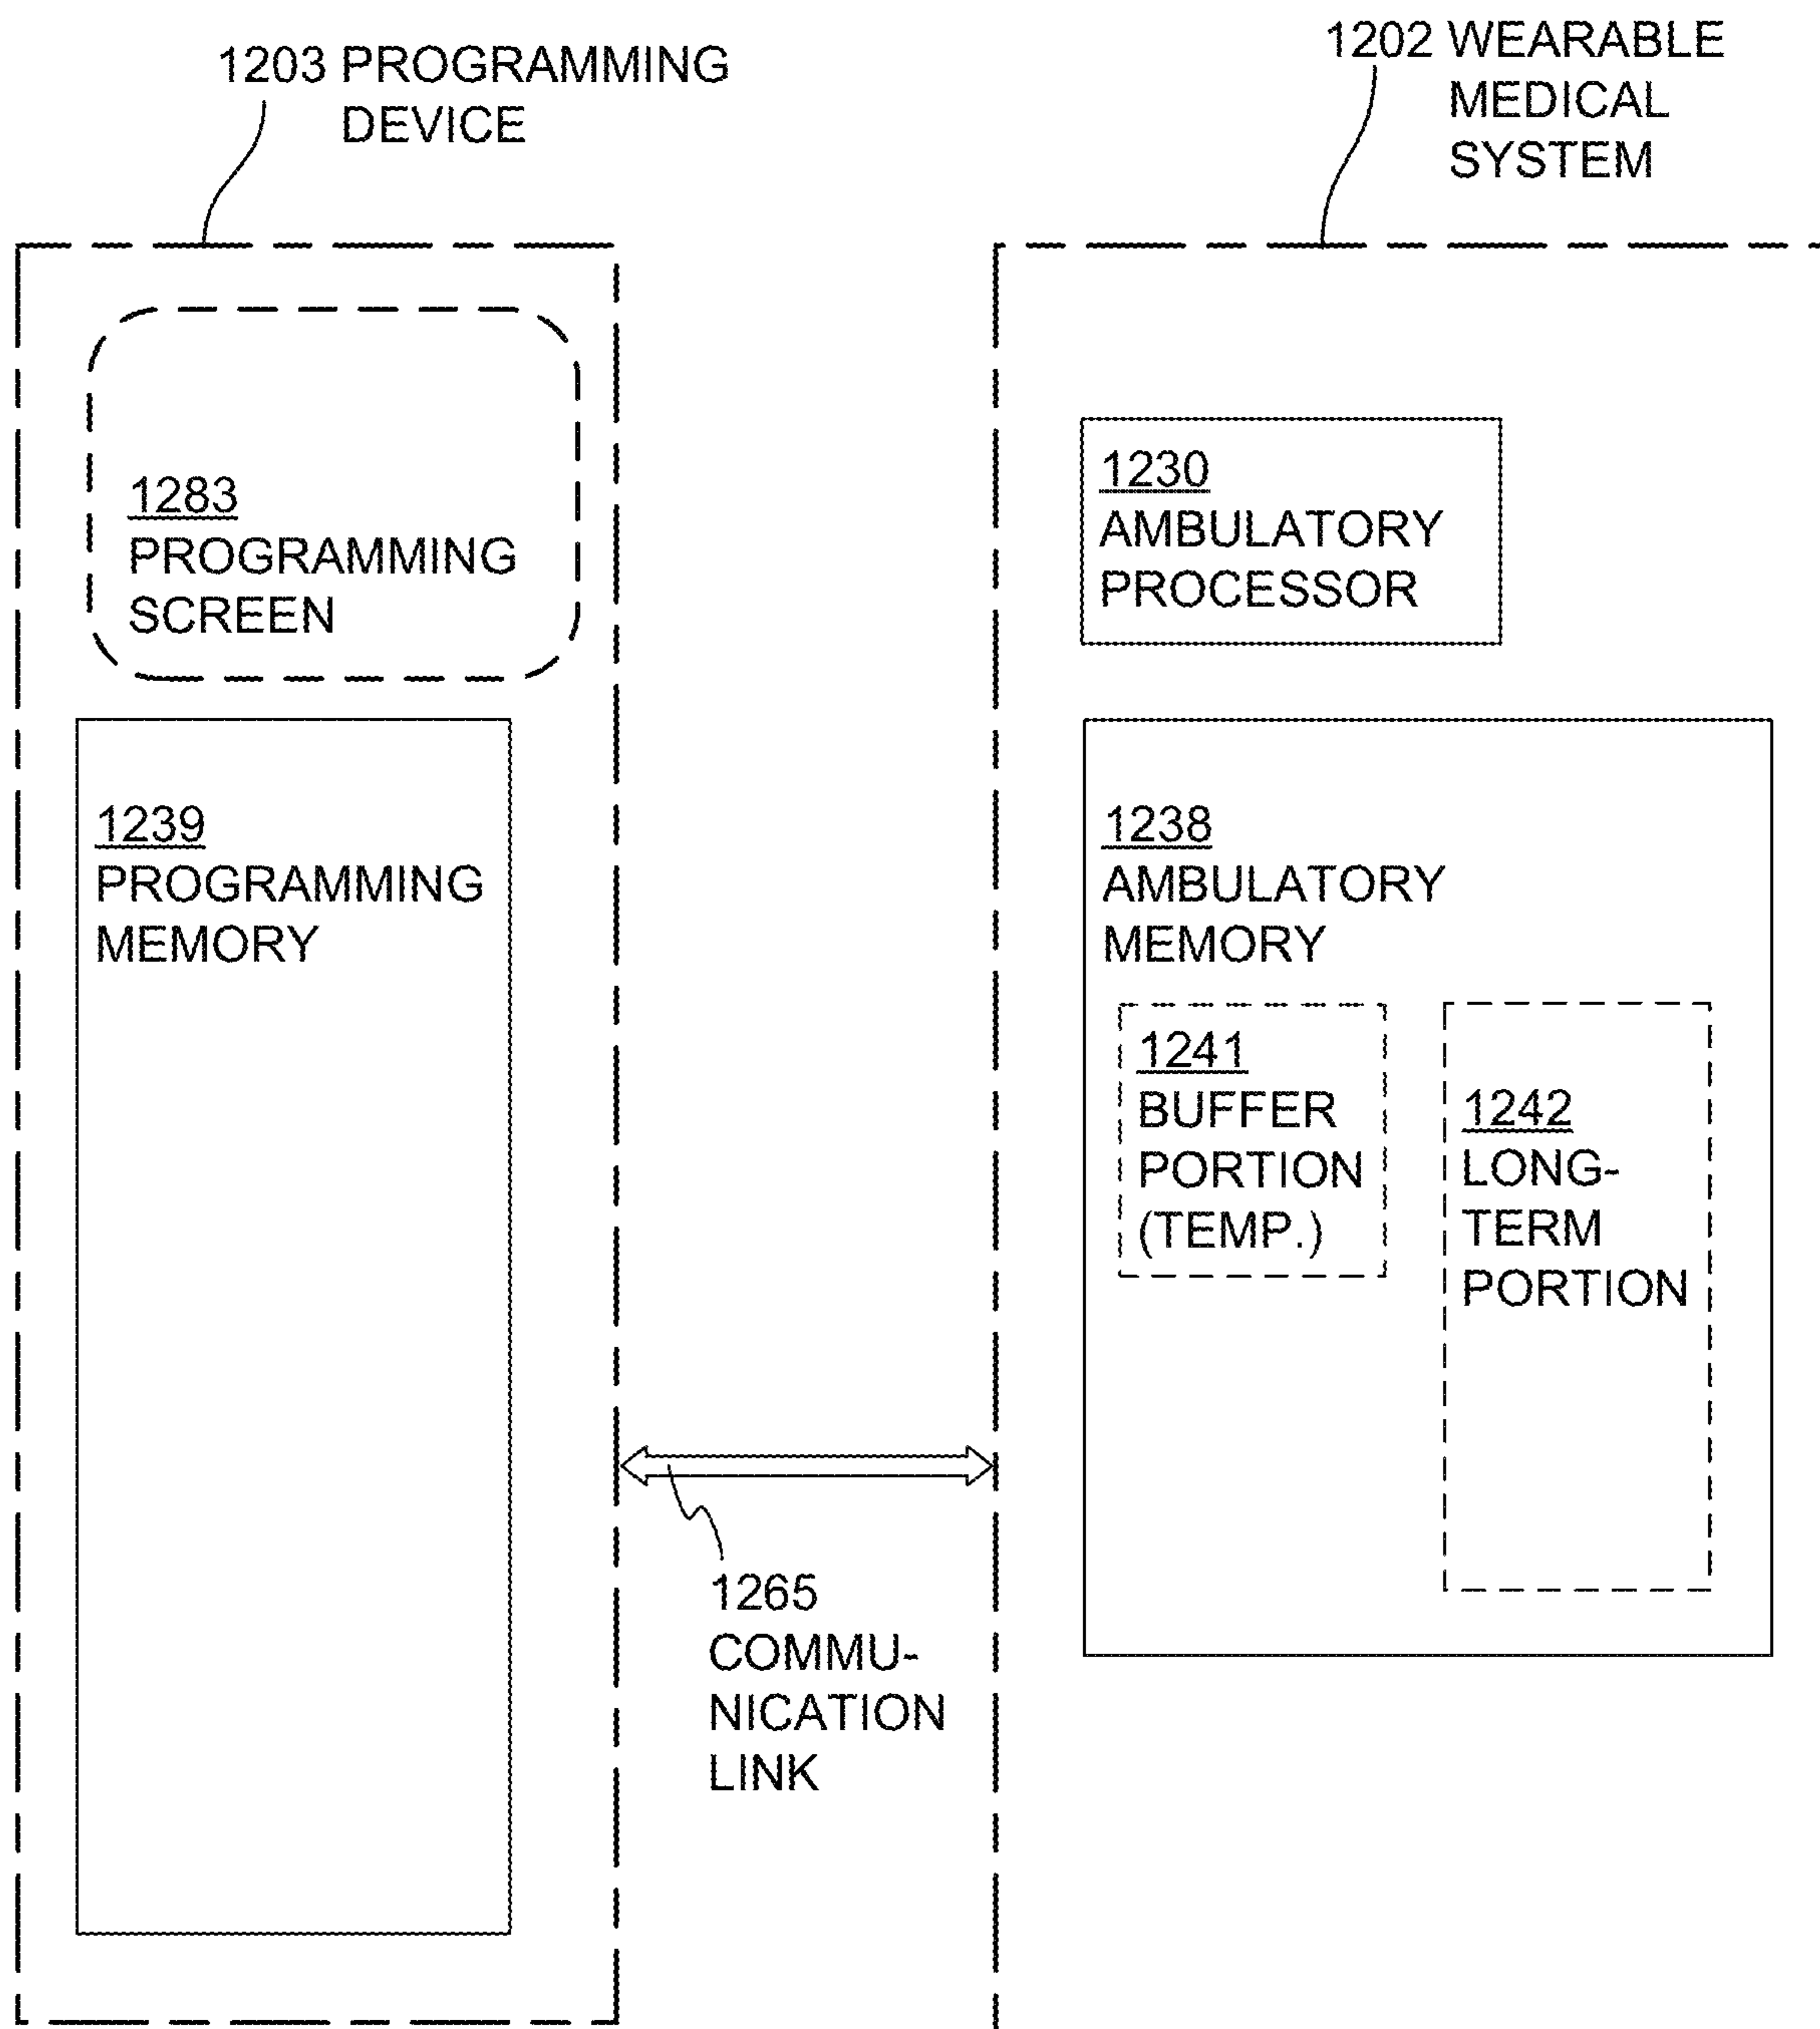 1203 PROGRAMMING
DEVICE
1202 WEARABLE
MEDICAL
SYSTEM
1283
PROGRAMMING
SCREEN
1230
AMBULATORY
PROCESSOR
1239
PROGRAMMING
MEMORY
1238
AMBULATORY
MEMORY
1241
BUFFER
PORTION
(TEMP.)
1242
LONG-
TERM
PORTION
1265
COMMU-
NICATION
LINK